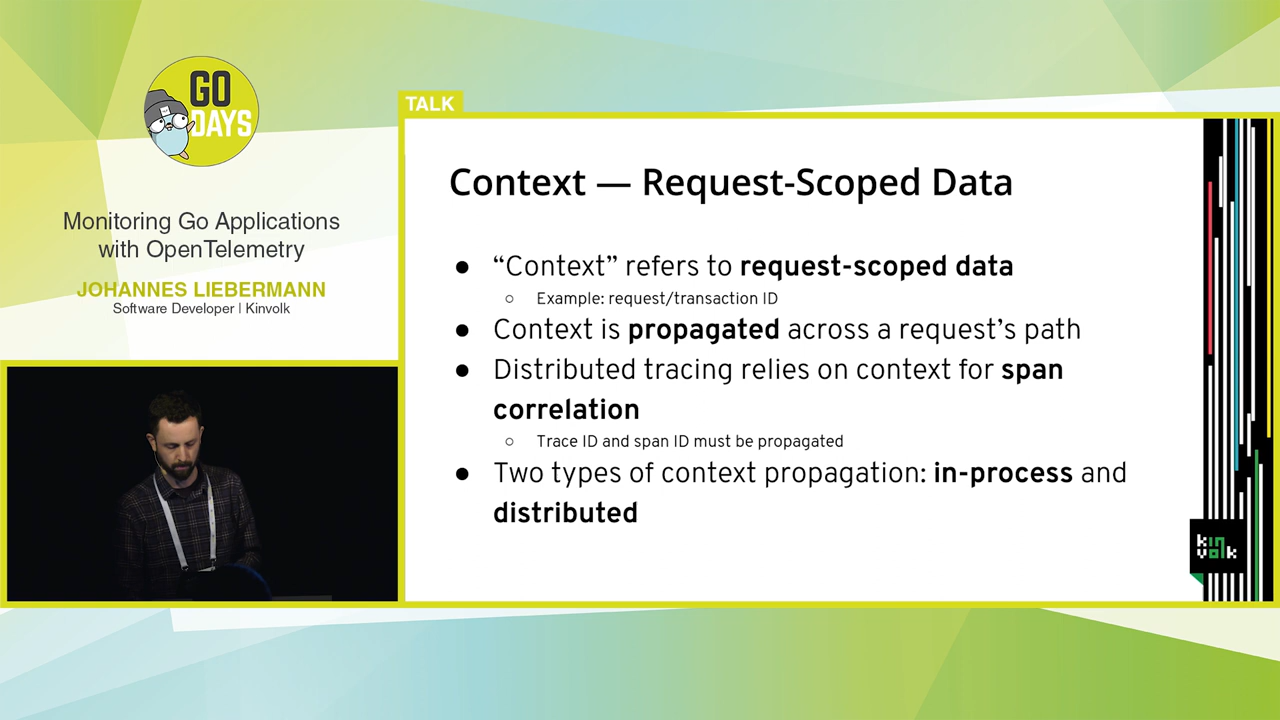 GO
DAYS
Monitoring Go Applications
with OpenTelemetry
JOHANNES LIEBERMANN
Software Developer | Kinvolk
TALK
Context — Request-Scoped Data
● “Context” refers to request-scoped data
○ Example: request/transaction ID
● Context is propagated across a request’s path
● Distributed tracing relies on context for span
correlation
○ Trace ID and span ID must be propagated
● Two types of context propagation: in-process and
distributed
kin
volk